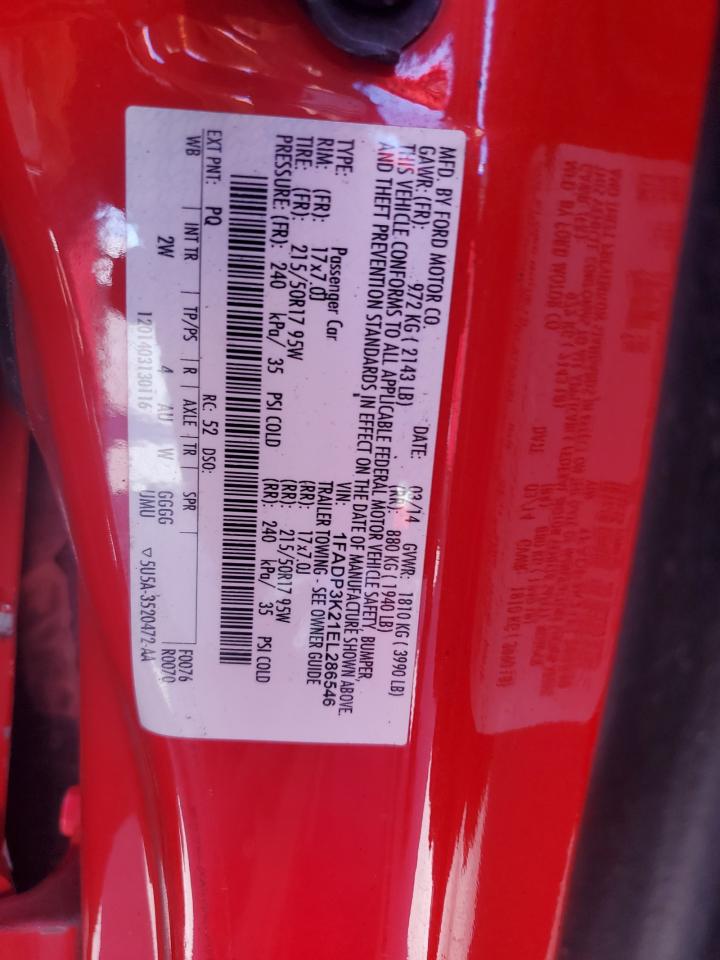 MFD. BY FORD MOTOR CO.
DATE: 03/14 GVWR: 1810 KG ( 3990 LB)
GAWR: (FR): 972 KG ( 2143 LB) (RR): 880 KG ( 1940 LB)
THIS VEHICLE CONFORMS TO ALL APPLICABLE FEDERAL MOTOR VEHICLE SAFETY, BUMPER,
AND THEFT PREVENTION STANDARDS IN EFFECT ON THE DATE OF MANUFACTURE SHOWN ABOVE.
VIN: 1FADP3K21EL286546
TYPE: Passenger Car TRAILER TOWING - SEE OWNER GUIDE
RIM: (FR): 17x7.0J (RR): 17x7.0J
TIRE: (FR): 215/50R17 95W (RR): 215/50R17 95W
PRESSURE: (FR): 240 kPa/ 35 PSI COLD (RR): 240 kPa/ 35 PSI COLD
EXT PNT: PQ RC: 52 DSO: F0076
WB INT TR TP/PS R AXLE TR SPR R0070
2W 4 AU W GGGG
1201403130116 UMU ▽ 5U5A-3520472-AA